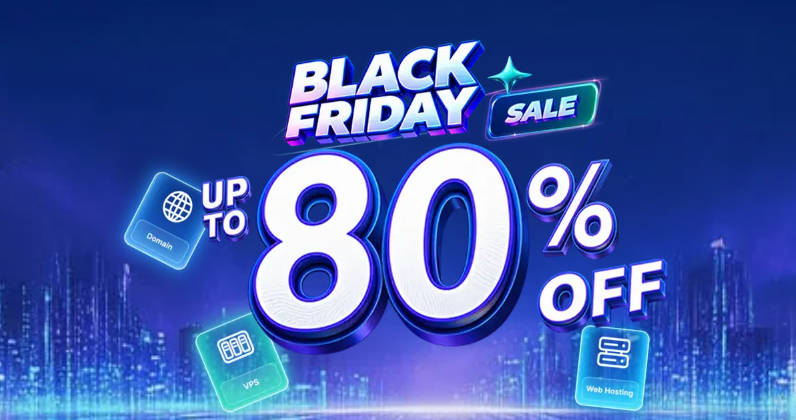 BLACK
FRIDAY
SALE
UP
TO
80%
OFF
Domain
VPS
Web Hosting